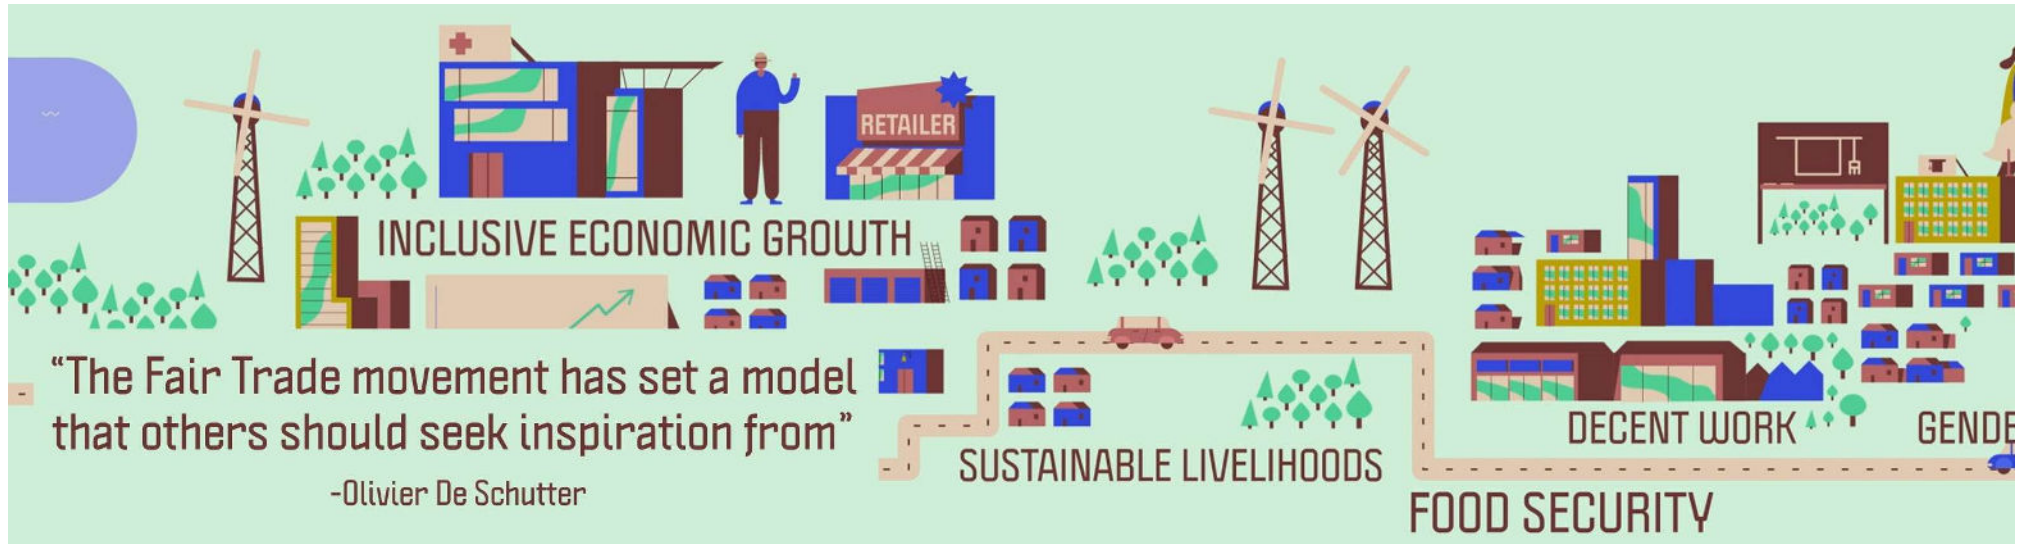 RETAILER
INCLUSIVE ECONOMIC GROWTH
“The Fair Trade movement has set a model
that others should seek inspiration from”
-Olivier De Schutter
SUSTAINABLE LIVELIHOODS
DECENT WORK
GENDE
FOOD SECURITY